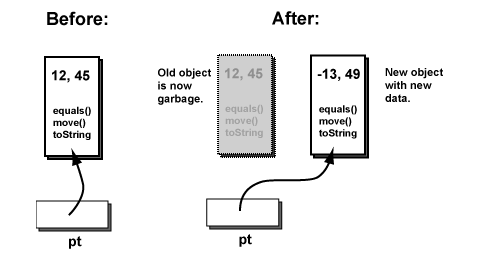 Before:
12, 45
equals()
move()
toString
pt
After:
Old object
is now
garbage.
12, 45
equals()
move()
toString
-13, 49
equals()
move()
toString
New object
with new
data.
pt